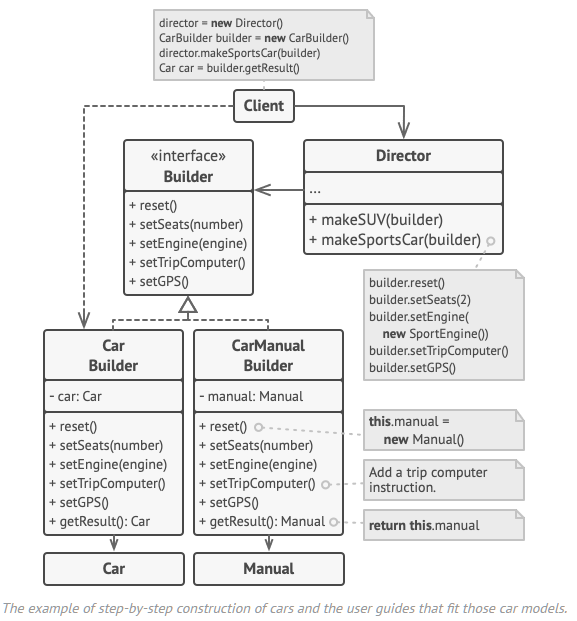 director = new Director()
CarBuilder builder = new CarBuilder()
director.makeSportsCar(builder)
Car car = builder.getResult()
Client
«interface»
Builder
+ reset()
+ setSeats(number)
+ setEngine(engine)
+ setTripComputer()
+ setGPS()
Director
...
+ makeSUV(builder)
+ makeSportsCar(builder)
builder.reset()
builder.setSeats(2)
builder.setEngine(
new SportEngine())
builder.setTripComputer()
builder.setGPS()
Car
Builder
- car: Car
+ reset()
+ setSeats(number)
+ setEngine(engine)
+ setTripComputer()
+ setGPS()
+ getResult(): Car
CarManual
Builder
- manual: Manual
+ reset()
+ setSeats(number)
+ setEngine(engine)
+ setTripComputer()
+ setGPS()
+ getResult(): Manual
this.manual =
new Manual()
Add a trip computer
instruction.
return this.manual
Car
Manual
The example of step-by-step construction of cars and the user guides that fit those car models.